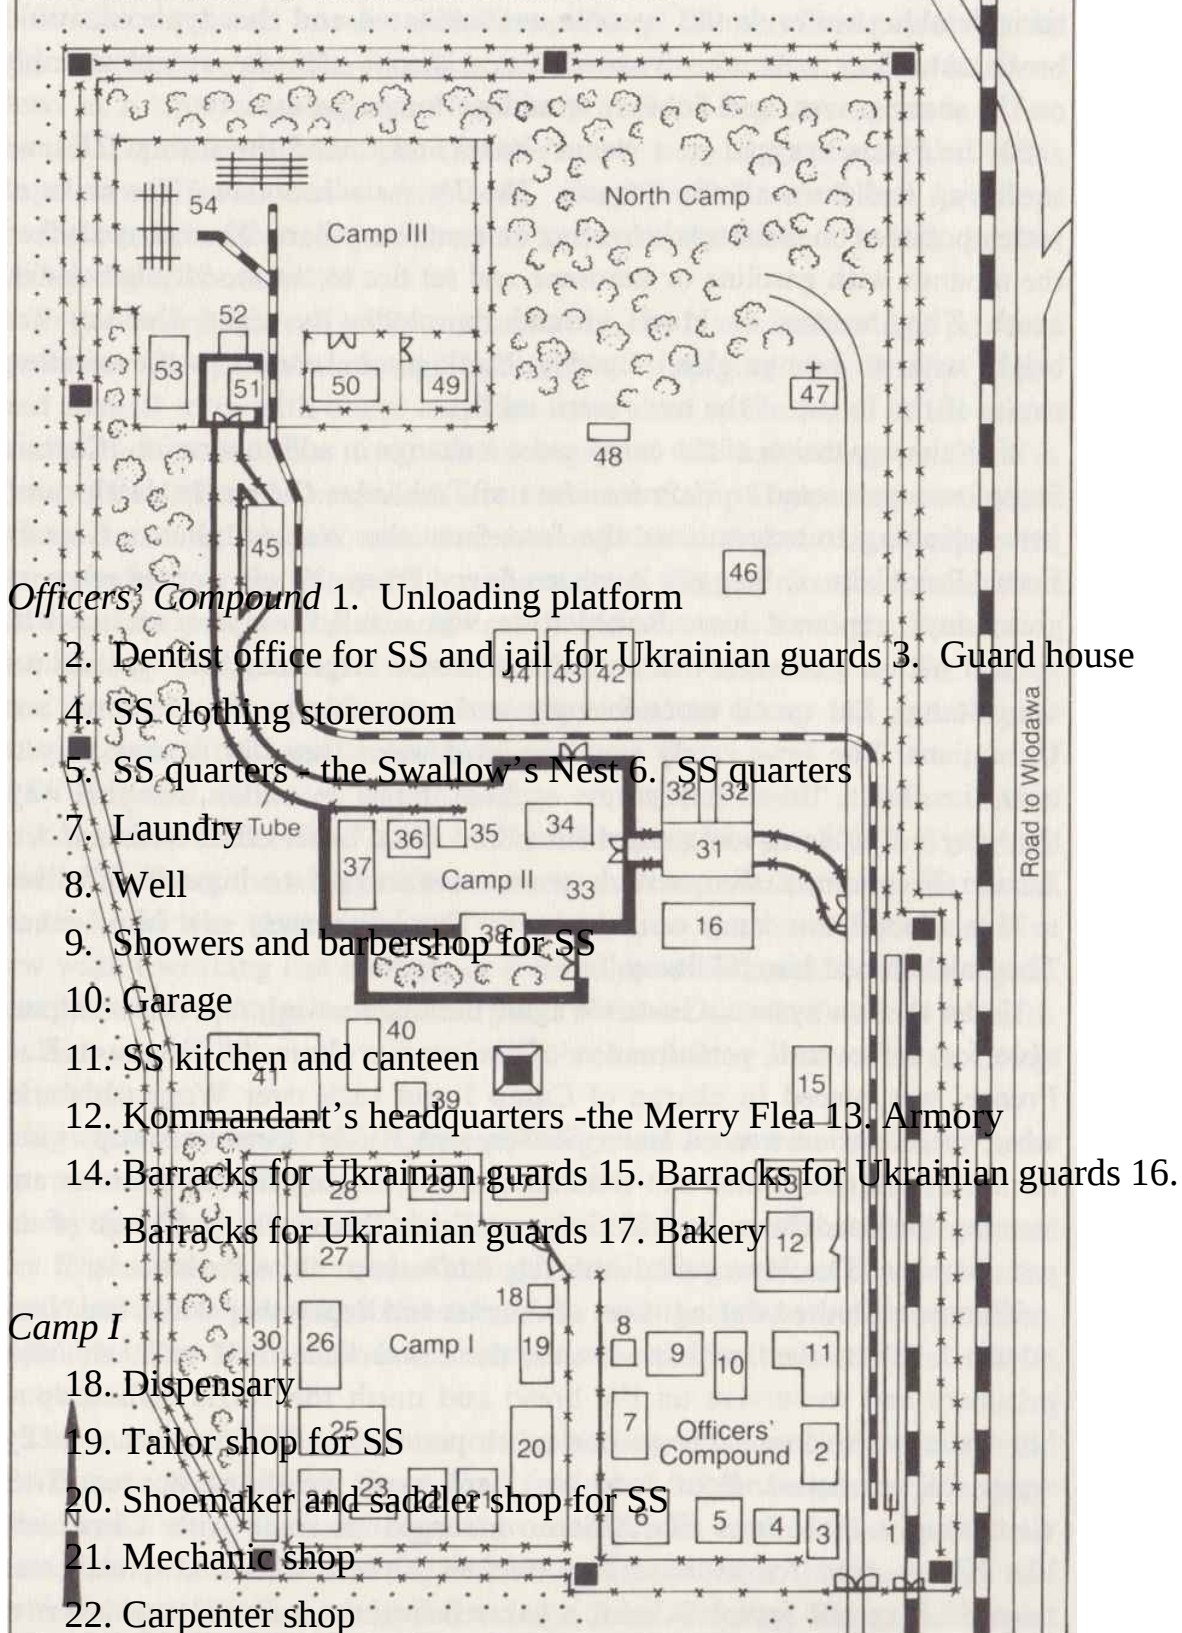 54
North Camp
Camp III
52
53
51
50
49
47
48
45
46
Officers' Compound 1. Unloading platform
2. Dentist office for SS and jail for Ukrainian guards 3. Guard house
44 43 42
4. SS clothing storeroom
Road to Wlodawa
5. SS quarters - the Swallow's Nest 6. SS quarters
32 32
7. Laundry
Tube
36 35 34
31
37
Camp II
33
8. Well
16
38
9. Showers and barbershop for SS
10. Garage
40
11. SS kitchen and canteen
41
15
39
12. Kommandant's headquarters -the Merry Flea 13. Armory
14. Barracks for Ukrainian guards 15. Barracks for Ukrainian guards 16.
28 29 17
13
Barracks for Ukrainian guards 17. Bakery
12
27
18
Camp I
30 26
Camp I
19
8
9
10
11
18. Dispensary
7
Officers'
Compound
2
25
20
19. Tailor shop for SS
23
22 21
20. Shoemaker and saddler shop for SS
6
5
4
3
21. Mechanic shop
22. Carpenter shop